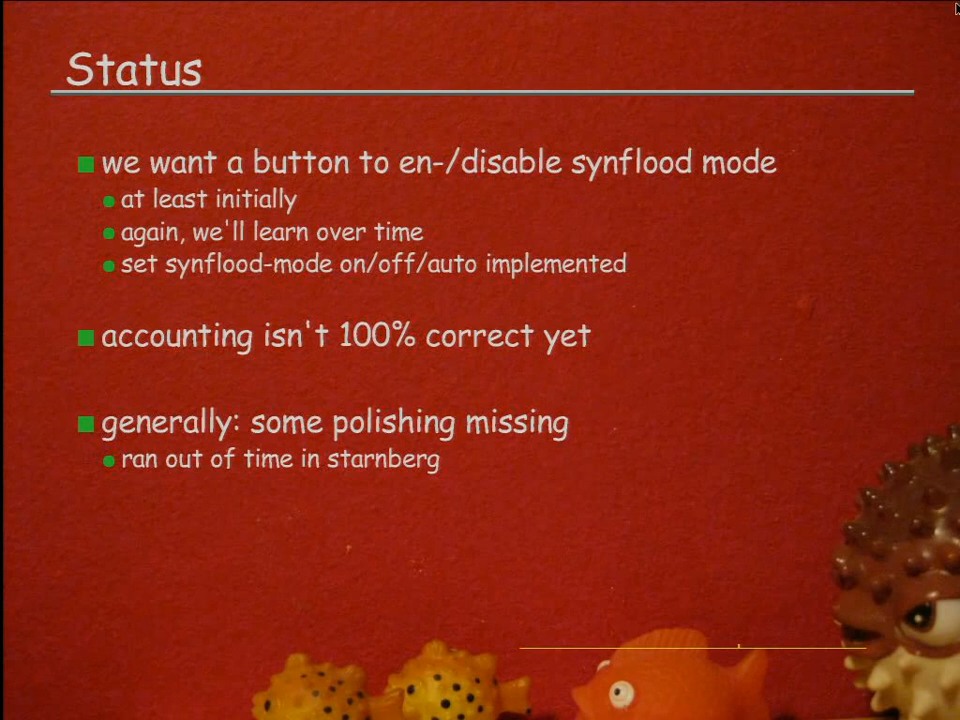 Status
we want a button to en-/disable synflood mode
at least initially
again, we'll learn over time
set synflood-mode on/off/auto implemented
accounting isn't 100% correct yet
generally: some polishing missing
ran out of time in starnberg